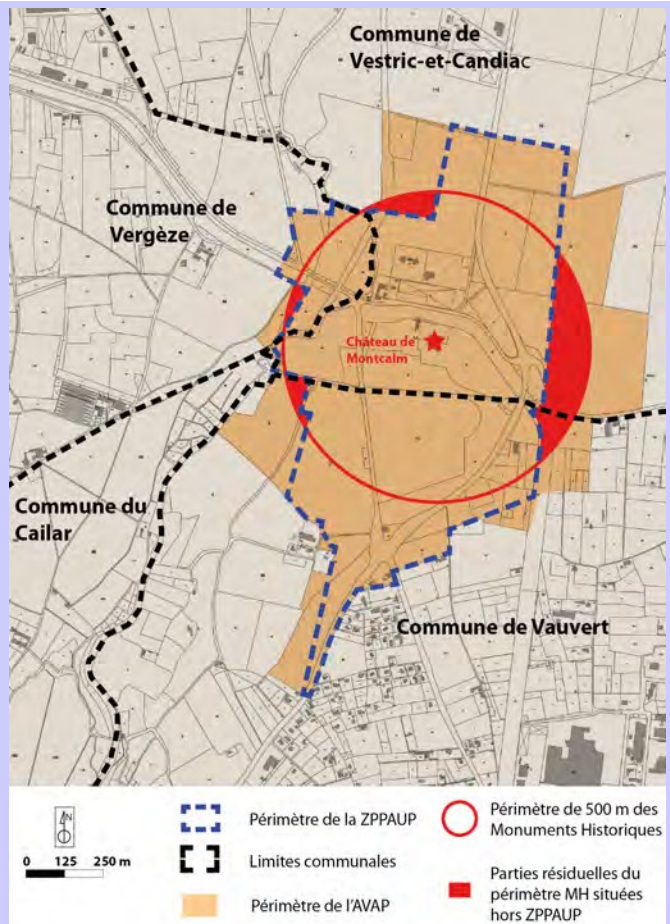 Commune de
Vestric-et-Candiac
Commune de
Vergèze
Château de
Montcalm
Commune du
Cailar
Commune de Vauvert
N
0 125 250 m
Périmètre de la ZPPAUP
Limites communales
Périmètre de l'AVAP
Périmètre de 500 m des
Monuments Historiques
Parties résiduelles du
périmètre MH situées
hors ZPPAUP